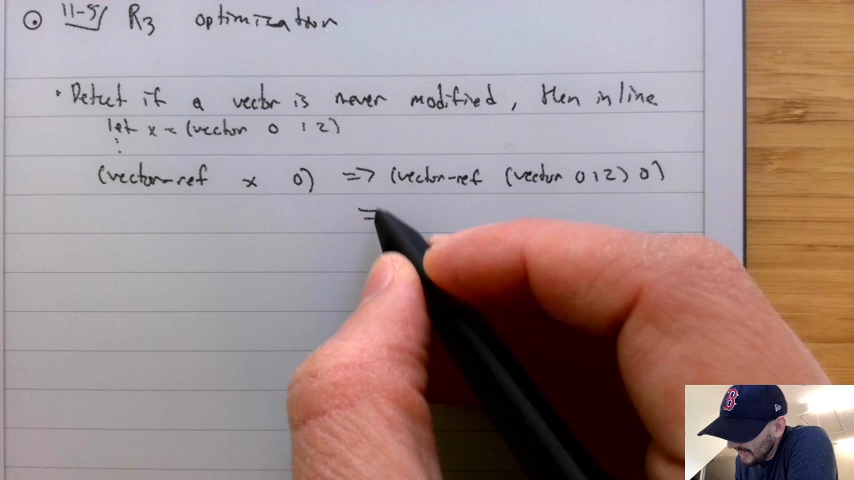 ⊙ 11-5/ R3 optimization
· Detect if a vector is never modified, then inline
let x = (vector 0 1 2)
⋮
(vector-ref x 0) => (vector-ref (vector 0 1 2) 0)
=
B